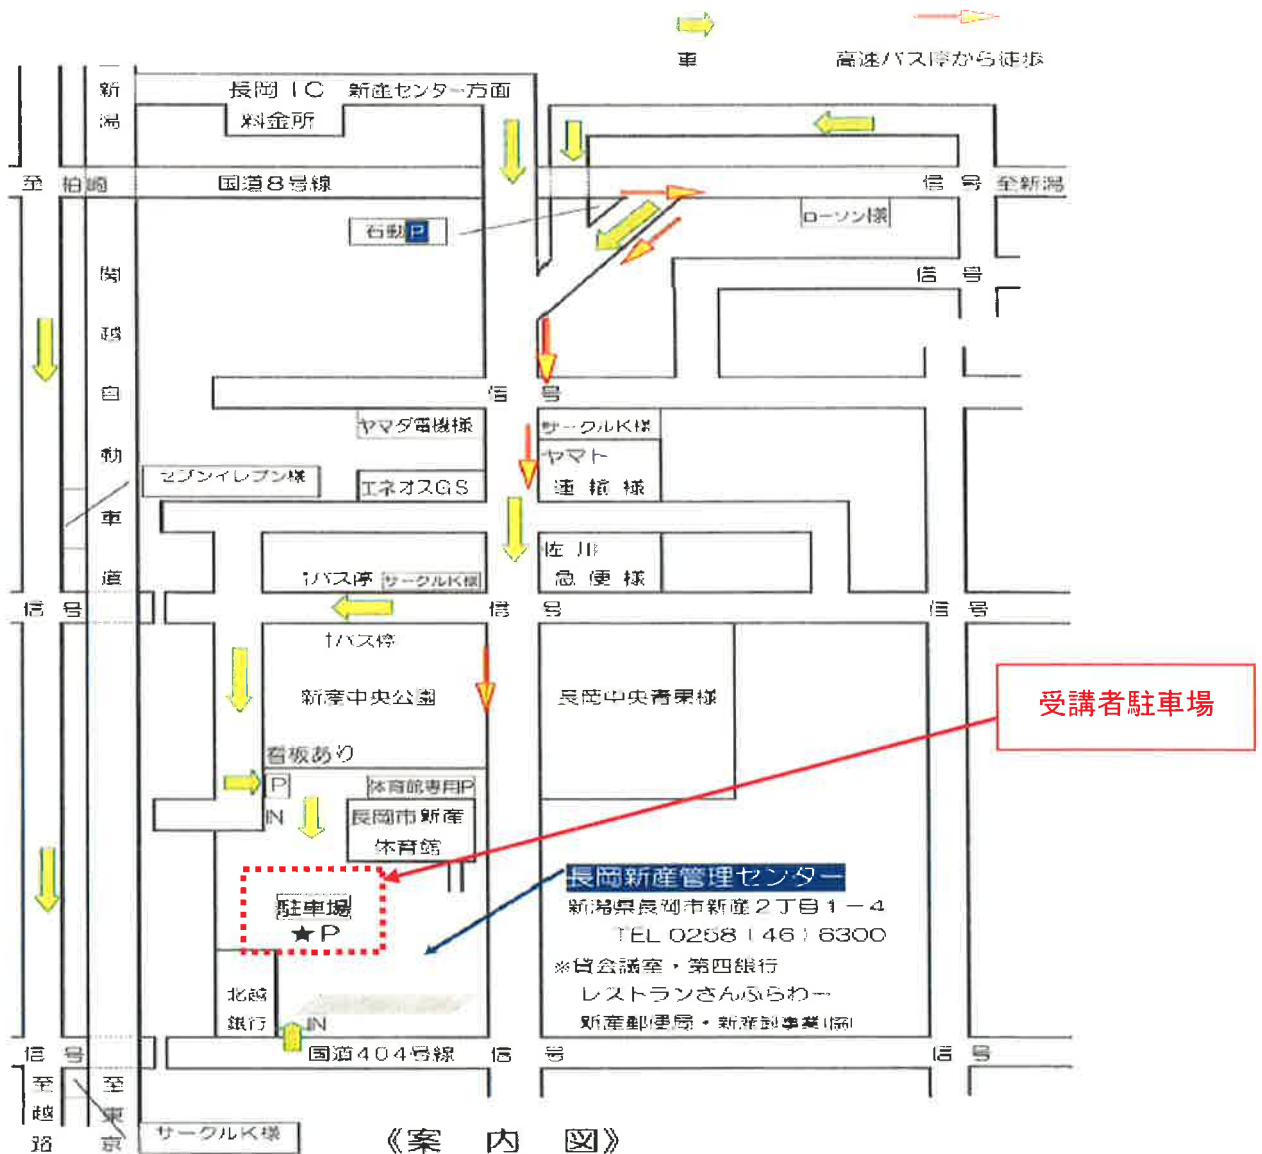 車
高速バス停から徒歩
新潟
長岡IC 新産センター方面
料金所
至柏崎
国道8号線
信号
至新潟
石動P
ローソン様
信号
関越自動車道
信号
ヤマダ電機様
サークルK様
ヤマト
運輸様
セブンイレブン様
エネオスGS
佐川
急便様
↑バス停
サークルK様
信号
信号
信号
↑バス停
新産中央公園
長岡中央青果様
受講者駐車場
看板あり
P
体育館専用P
IN
長岡市新産
体育館
長岡新産管理センター
新潟県長岡市新産2丁目1-4
TEL 0258(46)6300
※貸会議室・第四銀行
レストランさんふらわー
新産郵便局・新産卸事業(協)
駐車場
★P
北越
銀行
IN
信号
国道404号線
信号
信号
至越路
至東京
サークルK様
《案内図》